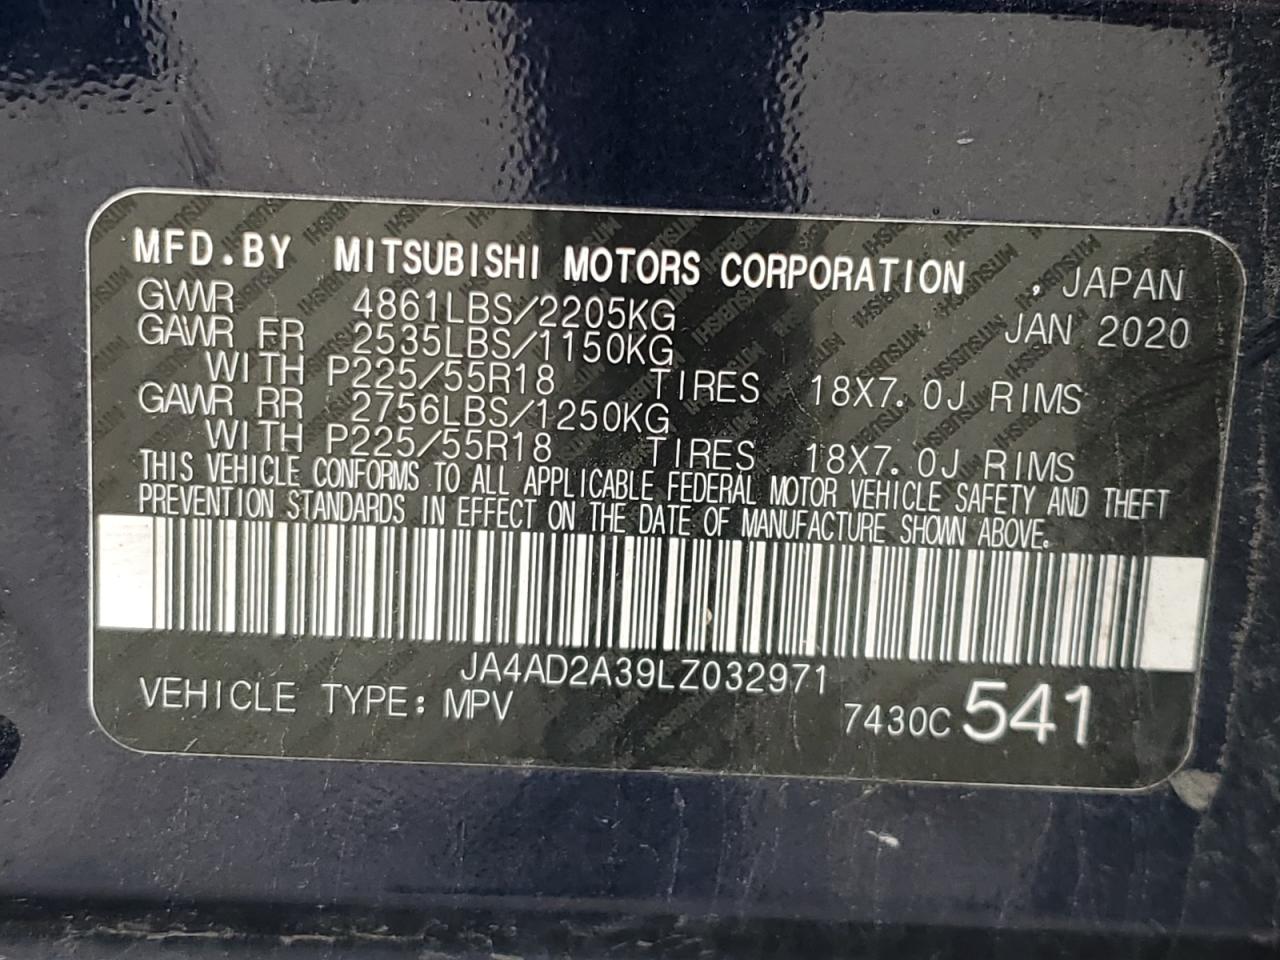 MFD.BY MITSUBISHI MOTORS CORPORATION , JAPAN
GVWR 4861LBS/2205KG JAN 2020
GAWR FR 2535LBS/1150KG
WITH P225/55R18 TIRES 18X7.0J RIMS
GAWR RR 2756LBS/1250KG
WITH P225/55R18 TIRES 18X7.0J RIMS
THIS VEHICLE CONFORMS TO ALL APPLICABLE FEDERAL MOTOR VEHICLE SAFETY AND THEFT
PREVENTION STANDARDS IN EFFECT ON THE DATE OF MANUFACTURE SHOWN ABOVE.
JA4AD2A39LZ032971
VEHICLE TYPE: MPV 7430C 541